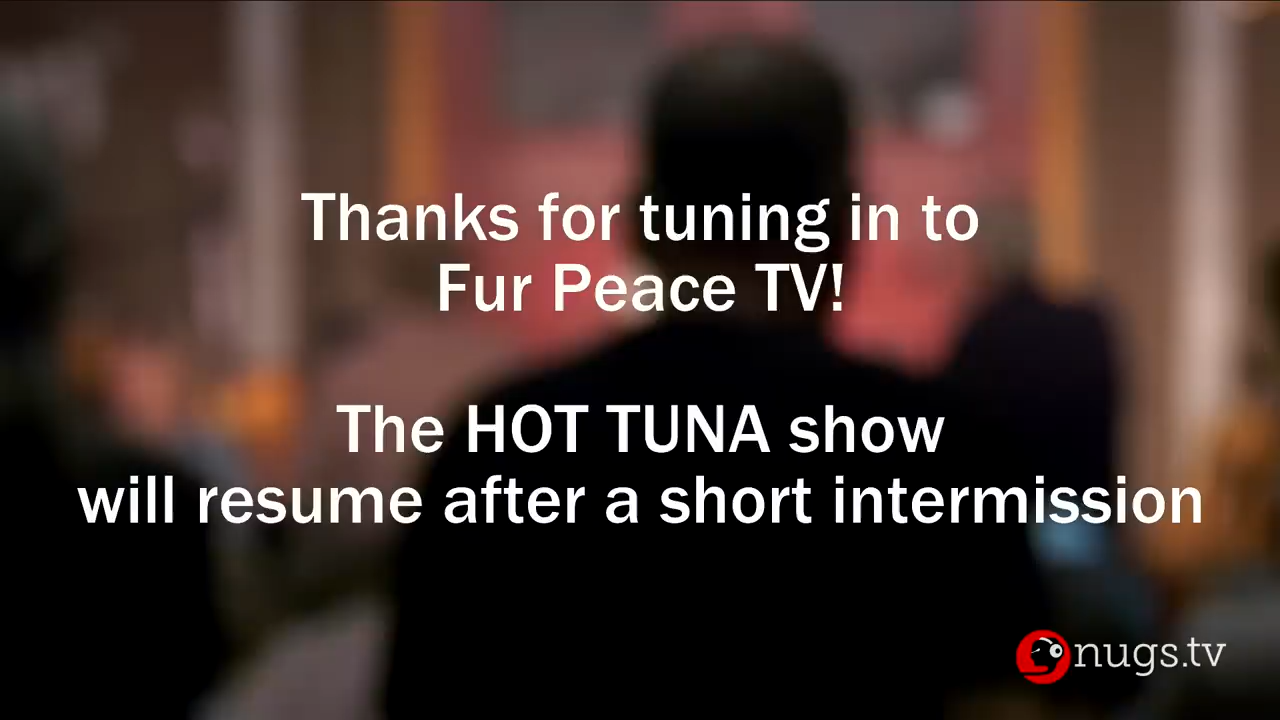 Thanks for tuning in to
Fur Peace TV!
The HOT TUNA show
will resume after a short intermission
nugs.tv